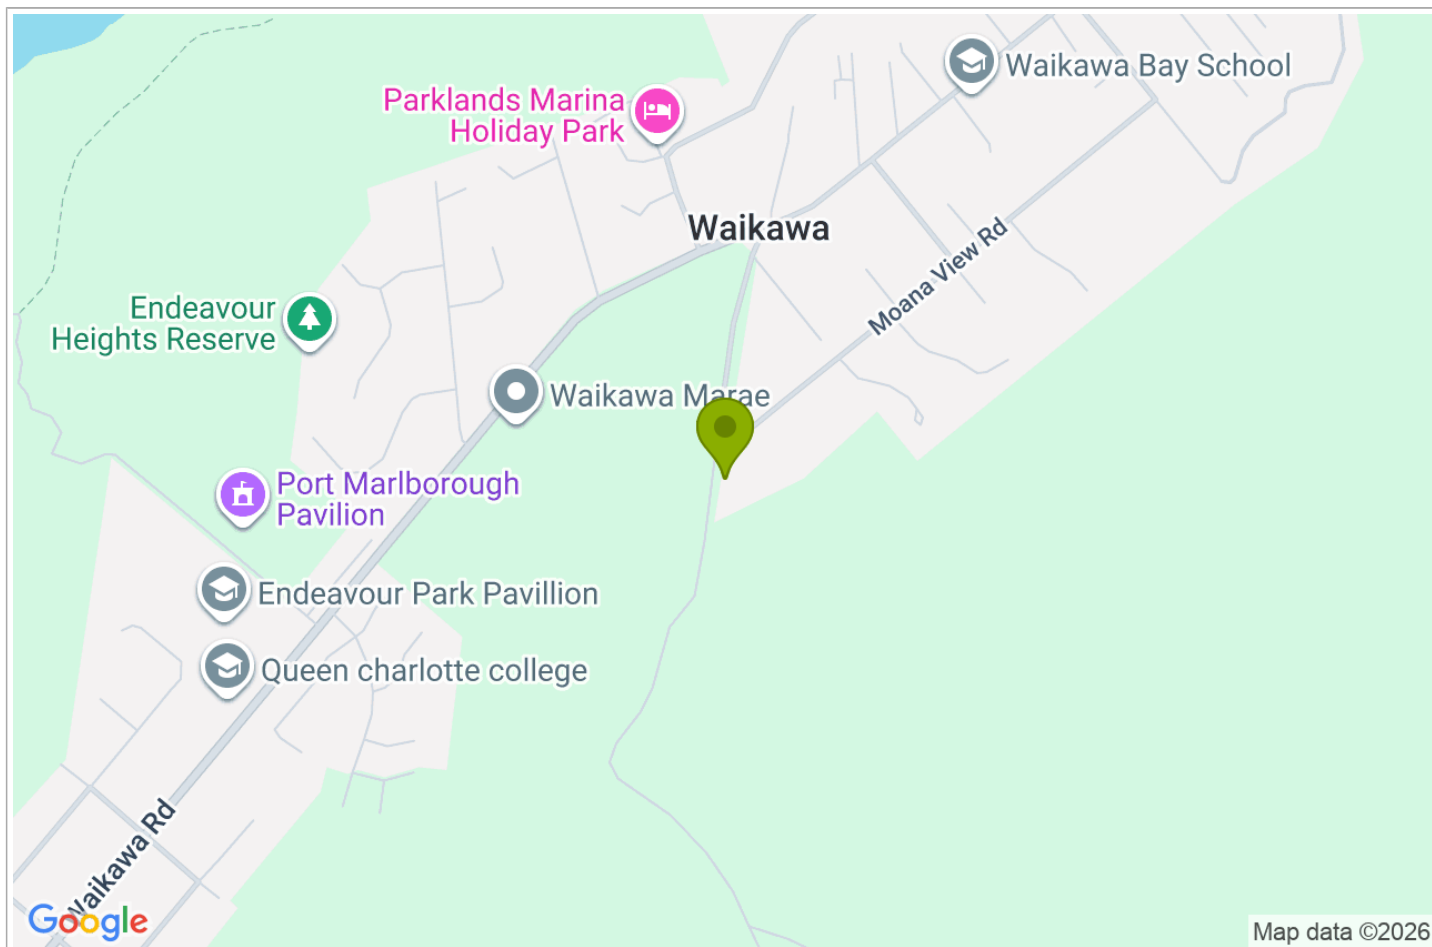 Waikawa Bay School
Parklands Marina
Holiday Park
Waikawa
Moana View Rd
Endeavour
Heights Reserve
Waikawa Marae
Port Marlborough
Pavilion
Endeavour Park Pavillion
Queen charlotte college
Waikawa Rd
Google
Map data ©2026